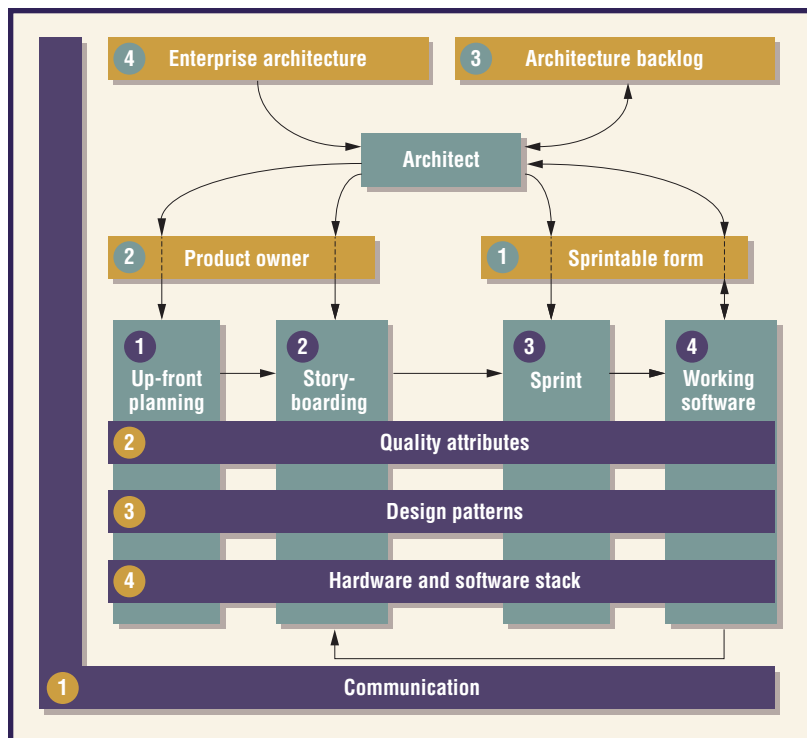 4 Enterprise architecture
3 Architecture backlog
Architect
2 Product owner
1 Sprintable form
1
Up-front
planning
2
Story-
boarding
3
Sprint
4
Working
software
2 Quality attributes
3 Design patterns
4 Hardware and software stack
1 Communication